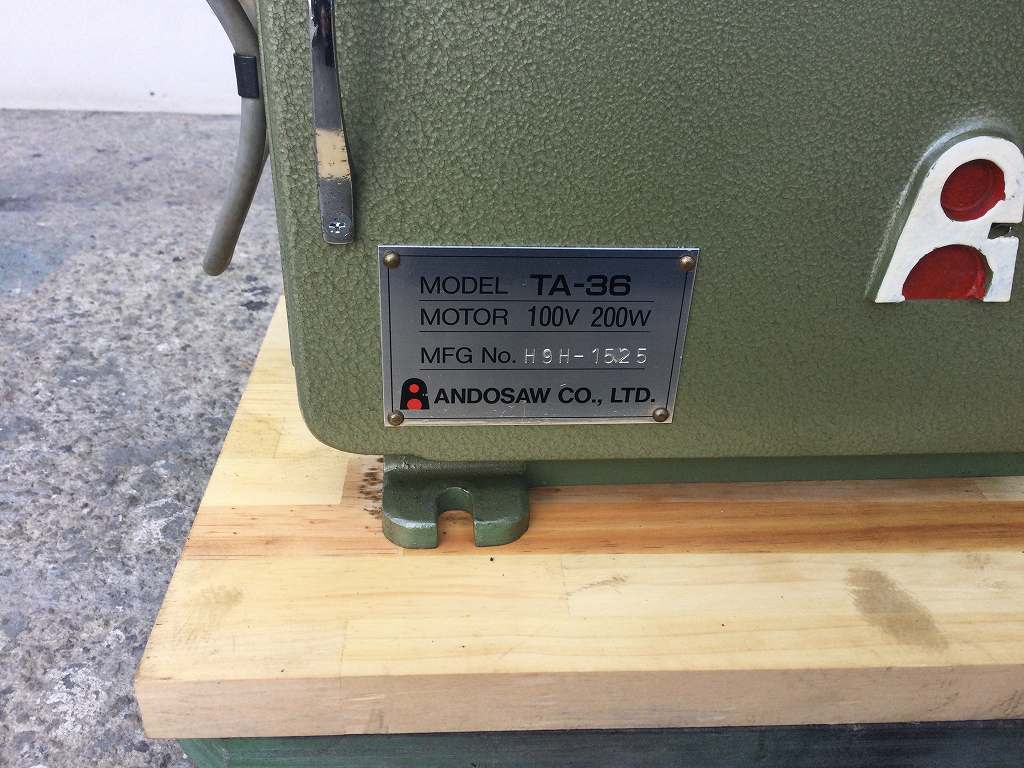 MODEL TA-36
MOTOR 100V 200W
MFG No. H9H-1525
ANDOSAW CO., LTD.